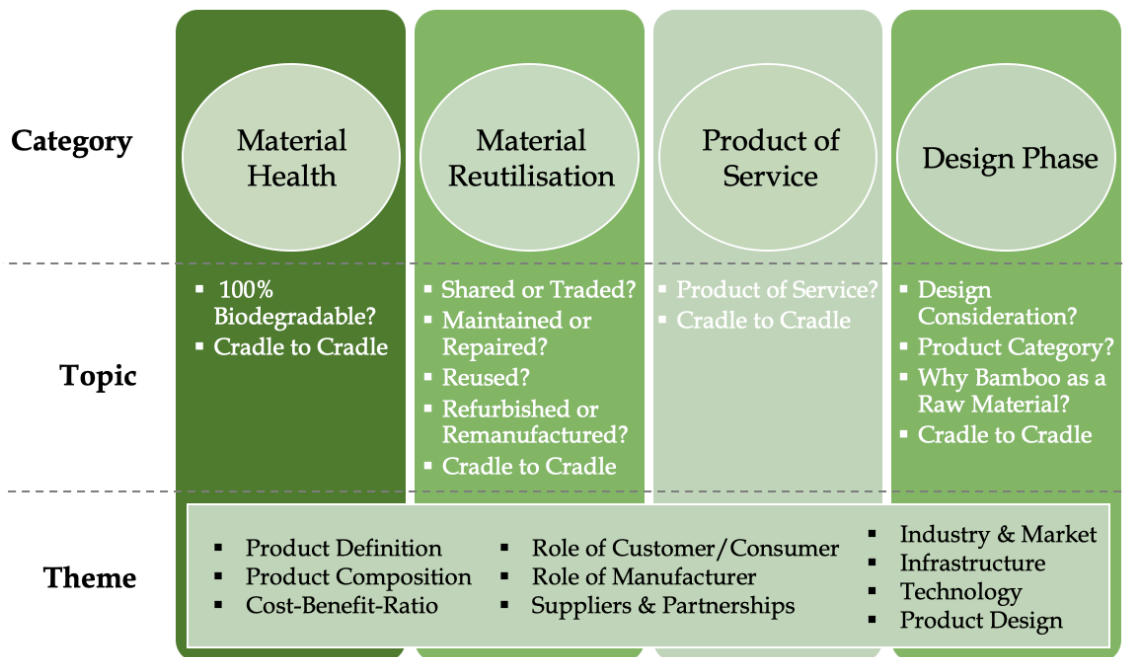 Category
Material
Health
Material
Reutilisation
Product of
Service
Design Phase
Topic
▪ 100%
Biodegradable?
▪ Cradle to Cradle
▪ Shared or Traded?
▪ Maintained or
Repaired?
▪ Reused?
▪ Refurbished or
Remanufactured?
▪ Cradle to Cradle
▪ Product of Service?
▪ Cradle to Cradle
▪ Design
Consideration?
▪ Product Category?
▪ Why Bamboo as a
Raw Material?
▪ Cradle to Cradle
Theme
▪ Product Definition
▪ Product Composition
▪ Cost-Benefit-Ratio
▪ Role of Customer/Consumer
▪ Role of Manufacturer
▪ Suppliers & Partnerships
▪ Industry & Market
▪ Infrastructure
▪ Technology
▪ Product Design